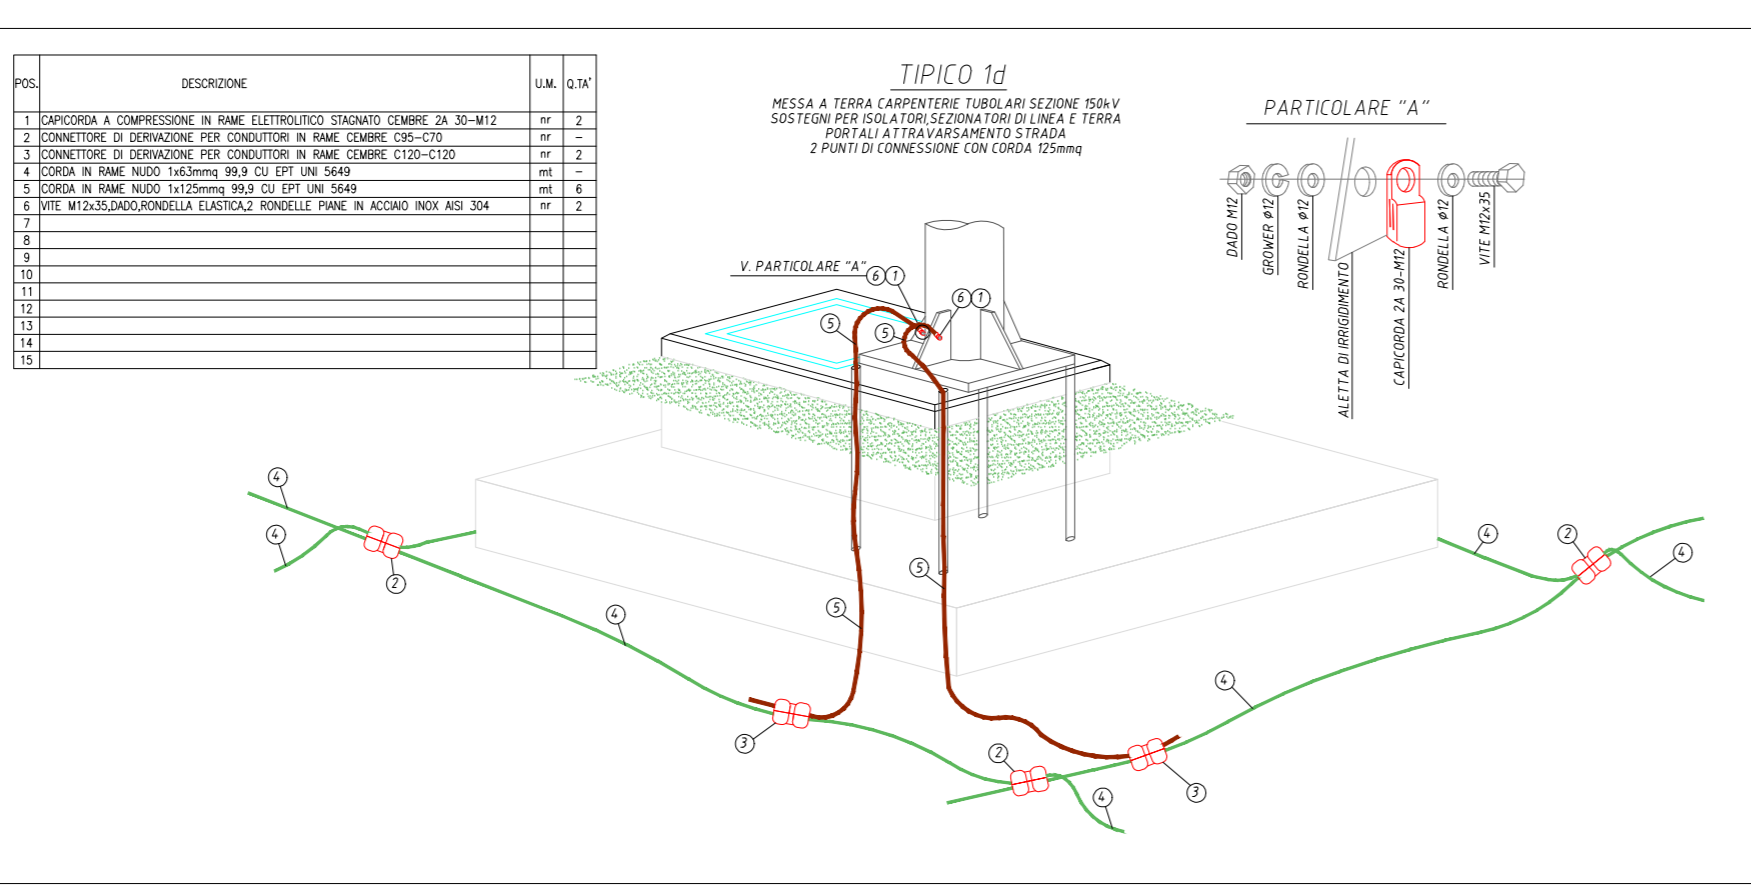 POS. DESCRIZIONE U.M. Q.TA'
1 CAPICORDA A COMPRESSIONE IN RAME ELETTROLITICO STAGNATO CEMBRE 2A 30-M12 nr 2
2 CONNETTORE DI DERIVAZIONE PER CONDUTTORI IN RAME CEMBRE C95-C70 nr -
3 CONNETTORE DI DERIVAZIONE PER CONDUTTORI IN RAME CEMBRE C120-C120 nr 2
4 CORDA IN RAME NUDO 1x63mmq 99,9 CU EPT UNI 5649 mt -
5 CORDA IN RAME NUDO 1x125mmq 99,9 CU EPT UNI 5649 mt 6
6 VITE M12x35,DADO,RONDELLA ELASTICA,2 RONDELLE PIANE IN ACCIAIO INOX AISI 304 nr 2
7
8
9
10
11
12
13
14
15
TIPICO 1d
MESSA A TERRA CARPENTERIE TUBOLARI SEZIONE 150kV
SOSTEGNI PER ISOLATORI,SEZIONATORI DI LINEA E TERRA
PORTALI ATTRAVARSAMENTO STRADA
2 PUNTI DI CONNESSIONE CON CORDA 125mmq
PARTICOLARE "A"
DADO M12
GROWER ø12
RONDELLA ø12
ALETTA DI IRRIGIDIMENTO
CAPICORDA 2A 30-M12
RONDELLA ø12
VITE M12x35
V. PARTICOLARE "A"
6 1
6 1
5
5
4
4
2
4
5
5
3
2
4
3
4
4
2
4